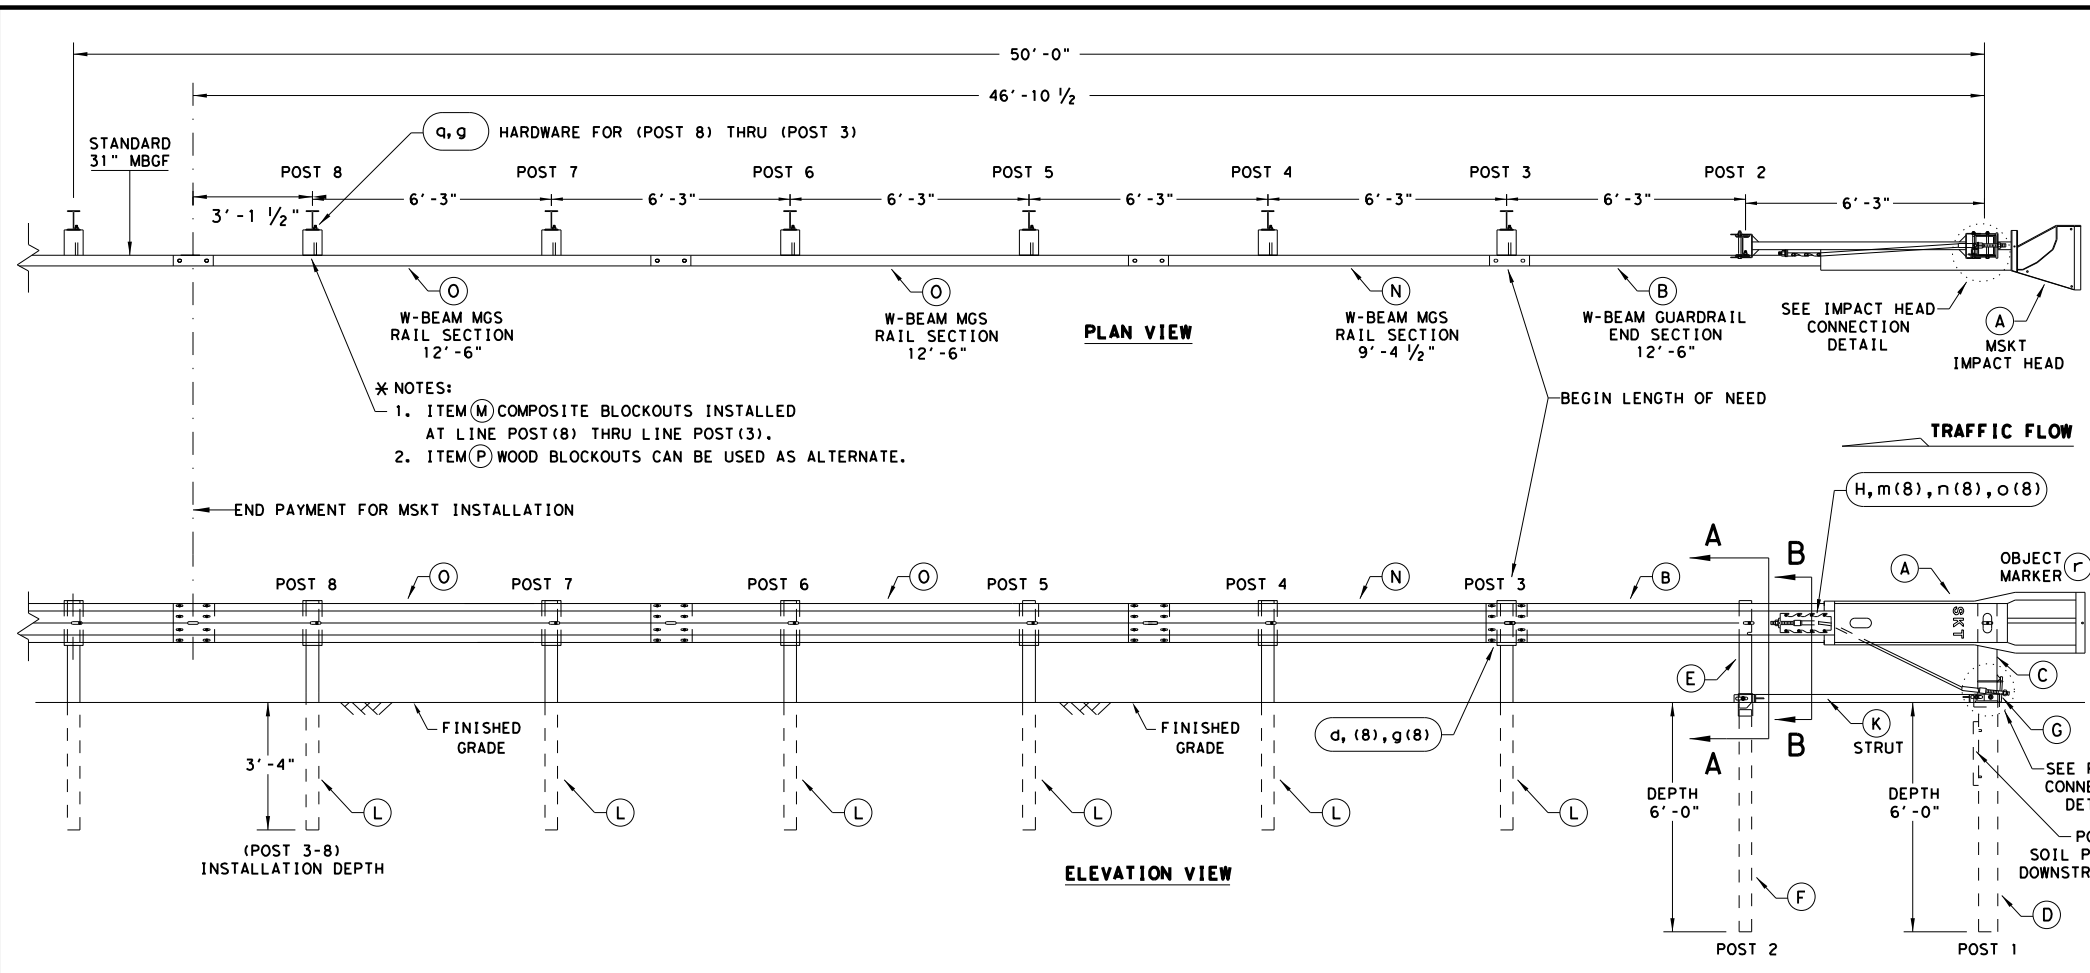 50'-0"
46'-10 1/2
STANDARD
31" MBGF
q,g HARDWARE FOR (POST 8) THRU (POST 3)
POST 8 POST 7 POST 6 POST 5 POST 4 POST 3 POST 2
3'-1 1/2" 6'-3" 6'-3" 6'-3" 6'-3" 6'-3" 6'-3" 6'-3"
O
W-BEAM MGS
RAIL SECTION
12'-6"
O
W-BEAM MGS
RAIL SECTION
12'-6"
PLAN VIEW
N
W-BEAM MGS
RAIL SECTION
9'-4 1/2"
B
W-BEAM GUARDRAIL
END SECTION
12'-6"
SEE IMPACT HEAD
CONNECTION
DETAIL
A
MSKT
IMPACT HEAD
* NOTES:
1. ITEM M COMPOSITE BLOCKOUTS INSTALLED
AT LINE POST(8) THRU LINE POST(3).
2. ITEM P WOOD BLOCKOUTS CAN BE USED AS ALTERNATE.
BEGIN LENGTH OF NEED
TRAFFIC FLOW
END PAYMENT FOR MSKT INSTALLATION
H,m(8),n(8),o(8)
A B
OBJECT
MARKER r
POST 8 O POST 7 POST 6 O POST 5 POST 4 N POST 3 B A
SKT
E C
FINISHED
GRADE
FINISHED
GRADE
d,(8),g(8)
K
STRUT
G
A B
3'-4"
L L L L L
DEPTH
6'-0"
DEPTH
6'-0"
(POST 3-8)
INSTALLATION DEPTH
ELEVATION VIEW
SEE
CONNE
DET
PO
SOIL P
DOWNSTR
F D
POST 2 POST 1